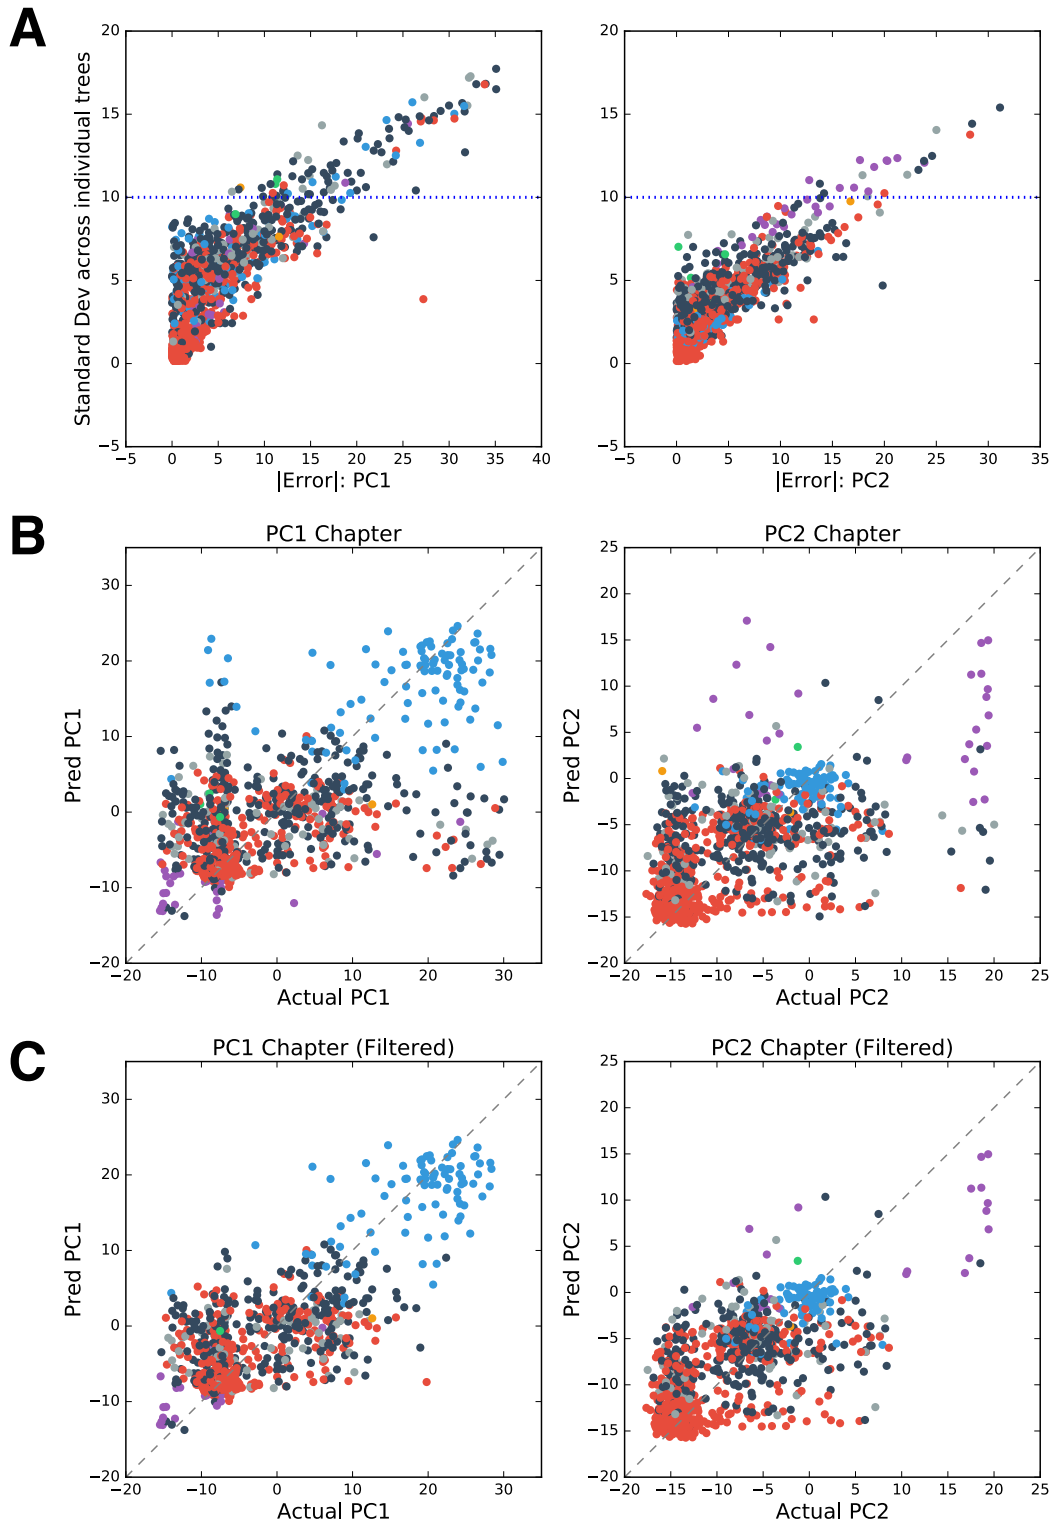 A
20
15
10
5
0
−5
Standard Dev across individual trees
−5 0 5 10 15 20 25 30 35 40
|Error|: PC1
20
15
10
5
0
−5
−5 0 5 10 15 20 25 30 35
|Error|: PC2
B
PC1 Chapter
30
20
10
0
−10
−20
Pred PC1
−20 −10 0 10 20 30
Actual PC1
PC2 Chapter
25
20
15
10
5
0
−5
−10
−15
−20
Pred PC2
−20 −15 −10 −5 0 5 10 15 20 25
Actual PC2
C
PC1 Chapter (Filtered)
30
20
10
0
−10
−20
Pred PC1
−20 −10 0 10 20 30
Actual PC1
PC2 Chapter (Filtered)
25
20
15
10
5
0
−5
−10
−15
−20
Pred PC2
−20 −15 −10 −5 0 5 10 15 20 25
Actual PC2